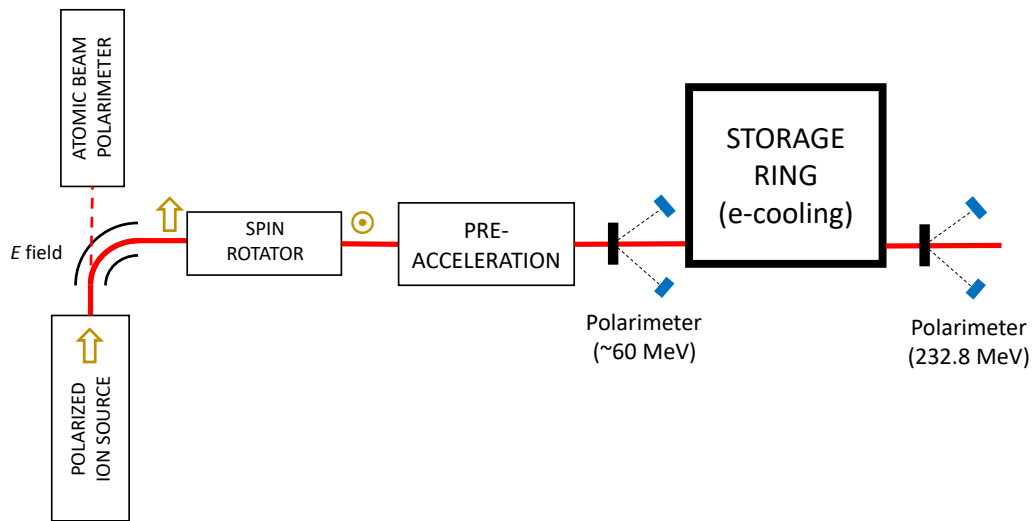 ATOMIC BEAM
POLARIMETER
E field
POLARIZED
ION SOURCE
SPIN
ROTATOR
PRE-
ACCELERATION
Polarimeter
(~60 MeV)
STORAGE
RING
(e-cooling)
Polarimeter
(232.8 MeV)